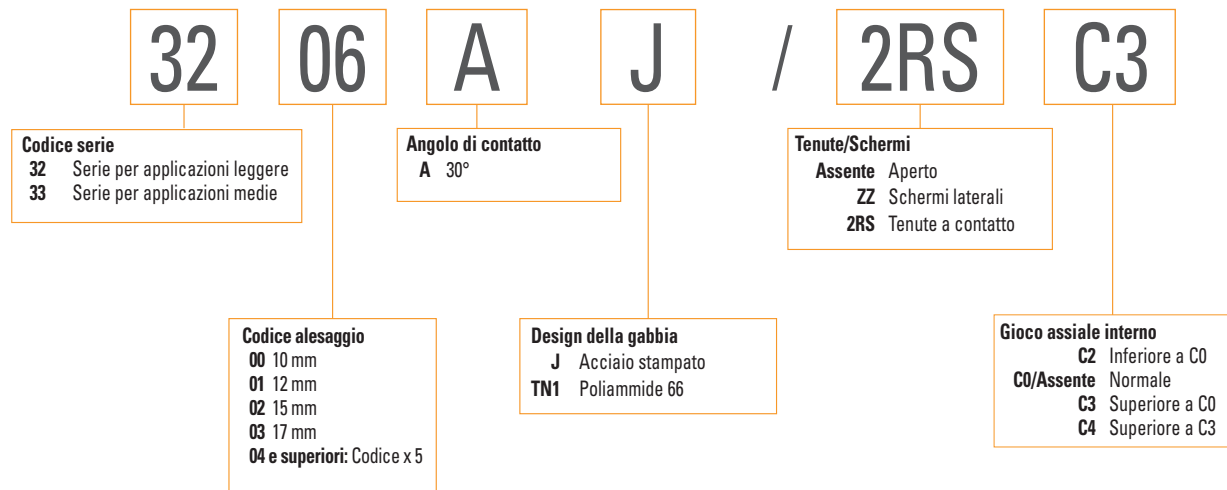 32 06 A J / 2RS C3
Codice serie
32 Serie per applicazioni leggere
33 Serie per applicazioni medie
Angolo di contatto
A 30°
Tenute/Schermi
Assente Aperto
ZZ Schermi laterali
2RS Tenute a contatto
Codice alesaggio
00 10 mm
01 12 mm
02 15 mm
03 17 mm
04 e superiori: Codice x 5
Design della gabbia
J Acciaio stampato
TN1 Poliammide 66
Gioco assiale interno
C2 Inferiore a C0
C0/Assente Normale
C3 Superiore a C0
C4 Superiore a C3